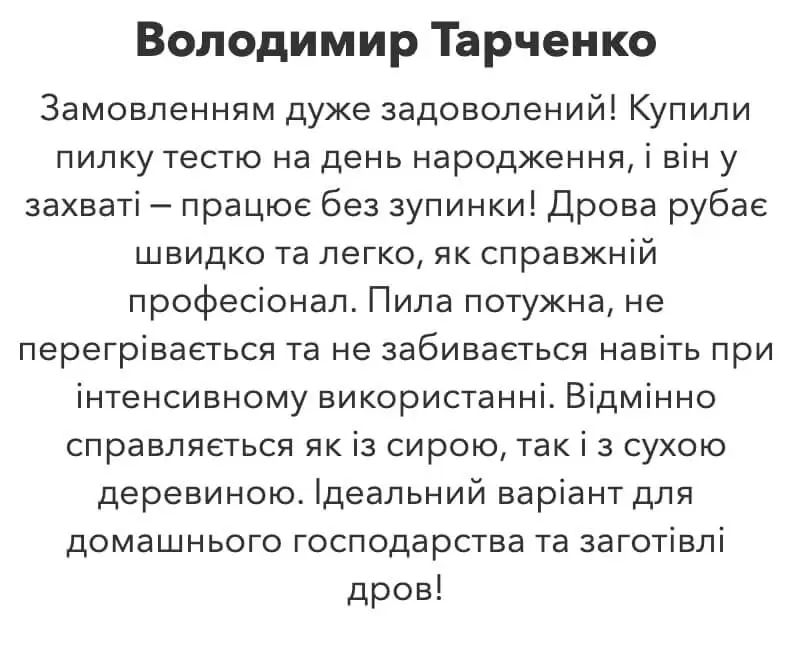 Володимир Тарченко
Замовленням дуже задоволений! Купили
пилку тестю на день народження, і він у
захваті – працює без зупинки! Дрова рубає
швидко та легко, як справжній
професіонал. Пила потужна, не
перегрівається та не забивається навіть при
інтенсивному використанні. Відмінно
справляється як із сирою, так і з сухою
деревиною. Ідеальний варіант для
домашнього господарства та заготівлі
дров!